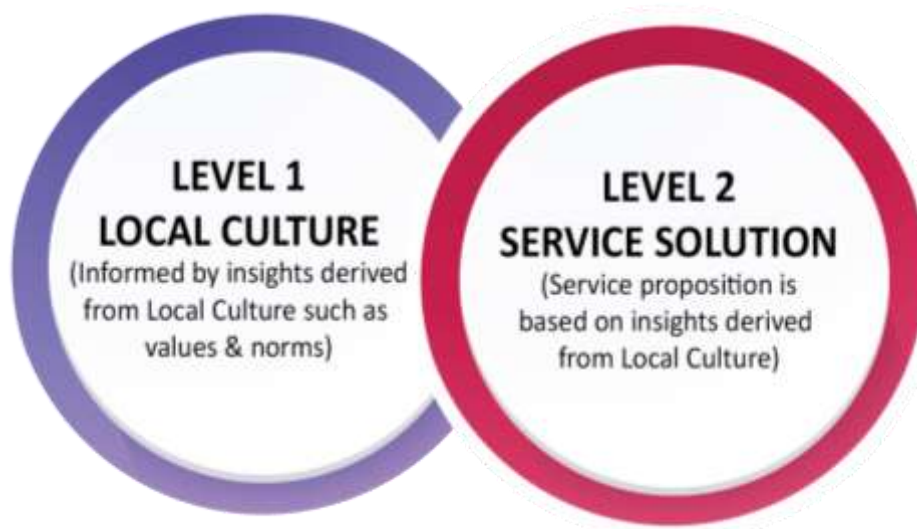 LEVEL 1
LOCAL CULTURE
(Informed by insights derived
from Local Culture such as
values & norms)
LEVEL 2
SERVICE SOLUTION
(Service proposition is
based on insights derived
from Local Culture)